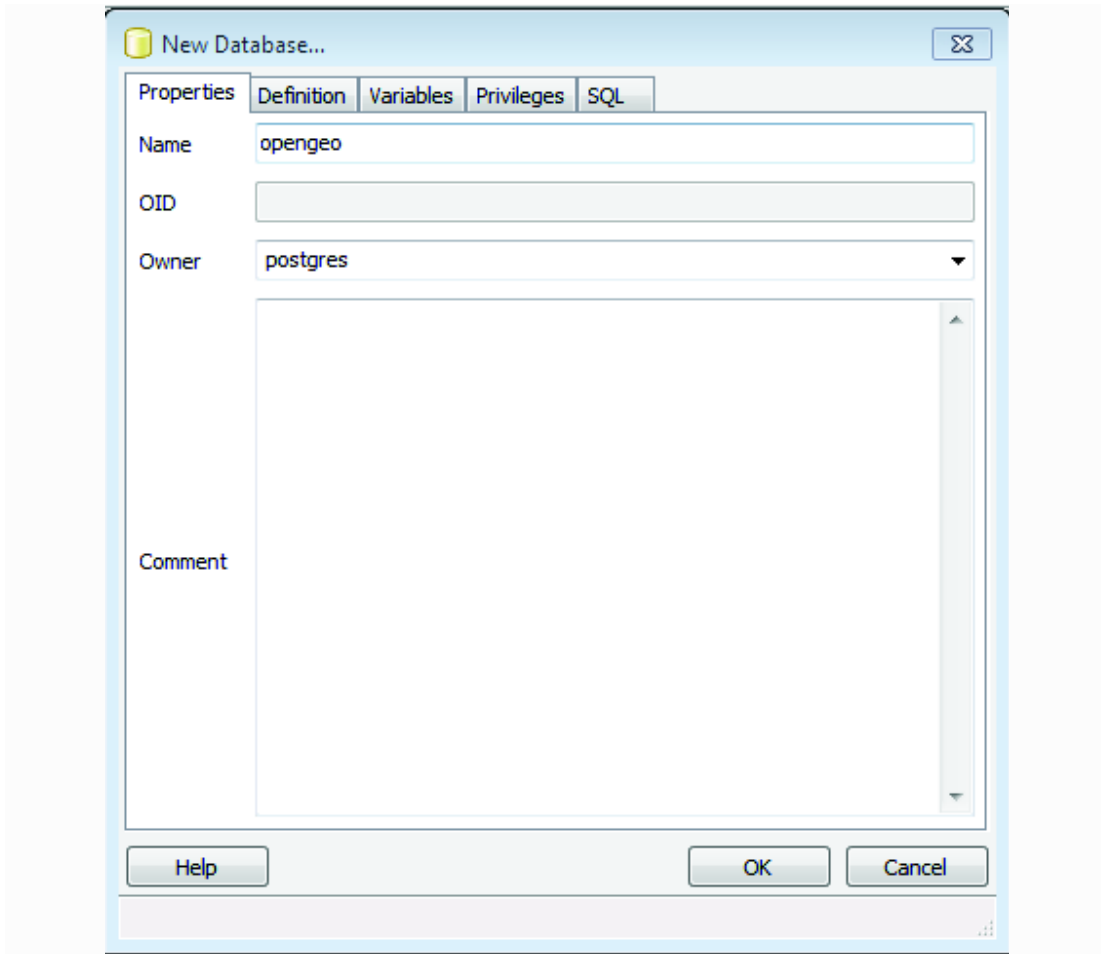 New Database...
Properties Definition Variables Privileges SQL
Name opengeo
OID
Owner postgres
Comment
Help OK Cancel